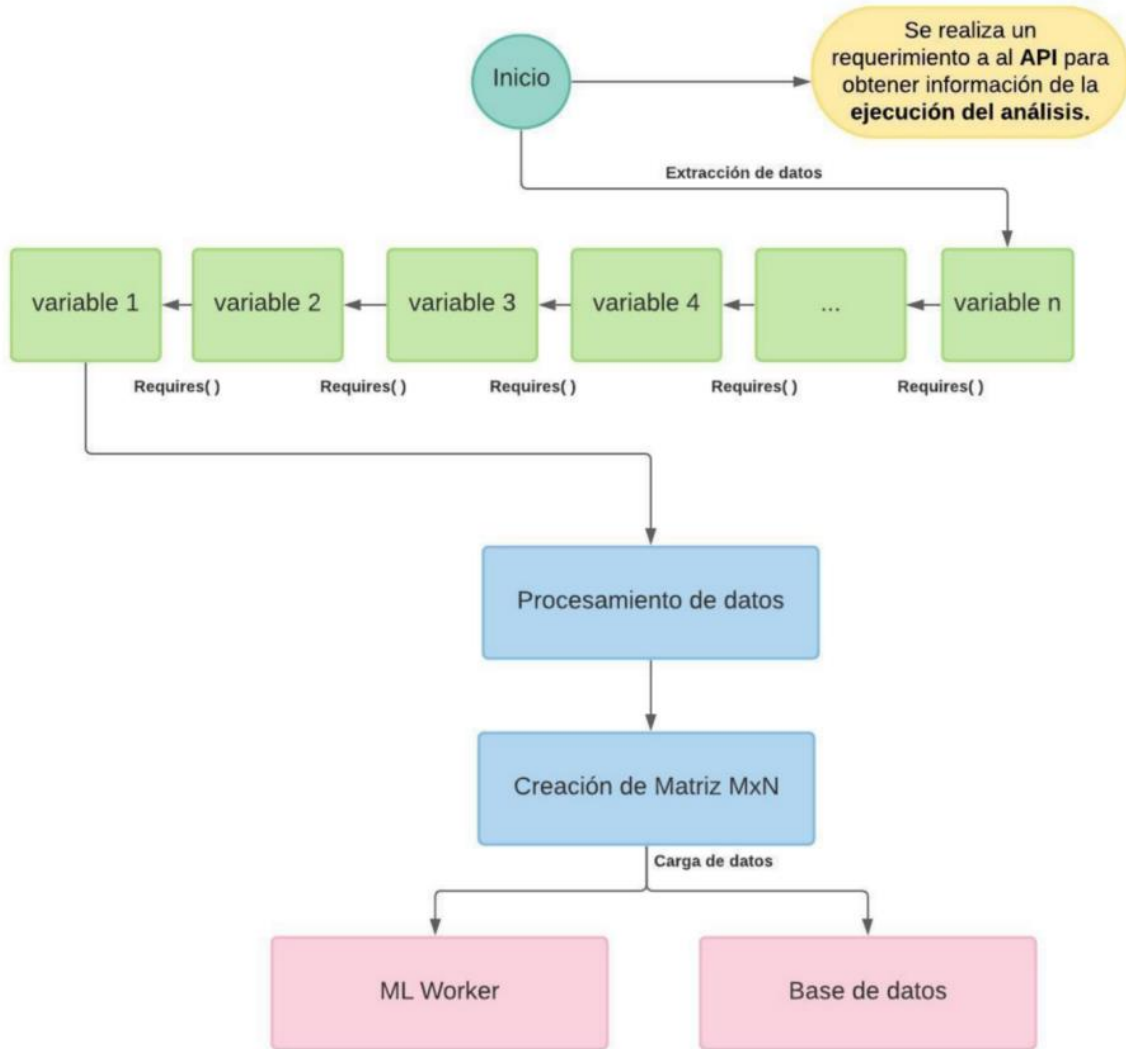 Inicio
Se realiza un
requerimiento a al API para
obtener información de la
ejecución del análisis.
Extracción de datos
variable 1
variable 2
variable 3
variable 4
...
variable n
Requires( )
Requires( )
Requires( )
Requires( )
Requires( )
Procesamiento de datos
Creación de Matriz MxN
Carga de datos
ML Worker
Base de datos